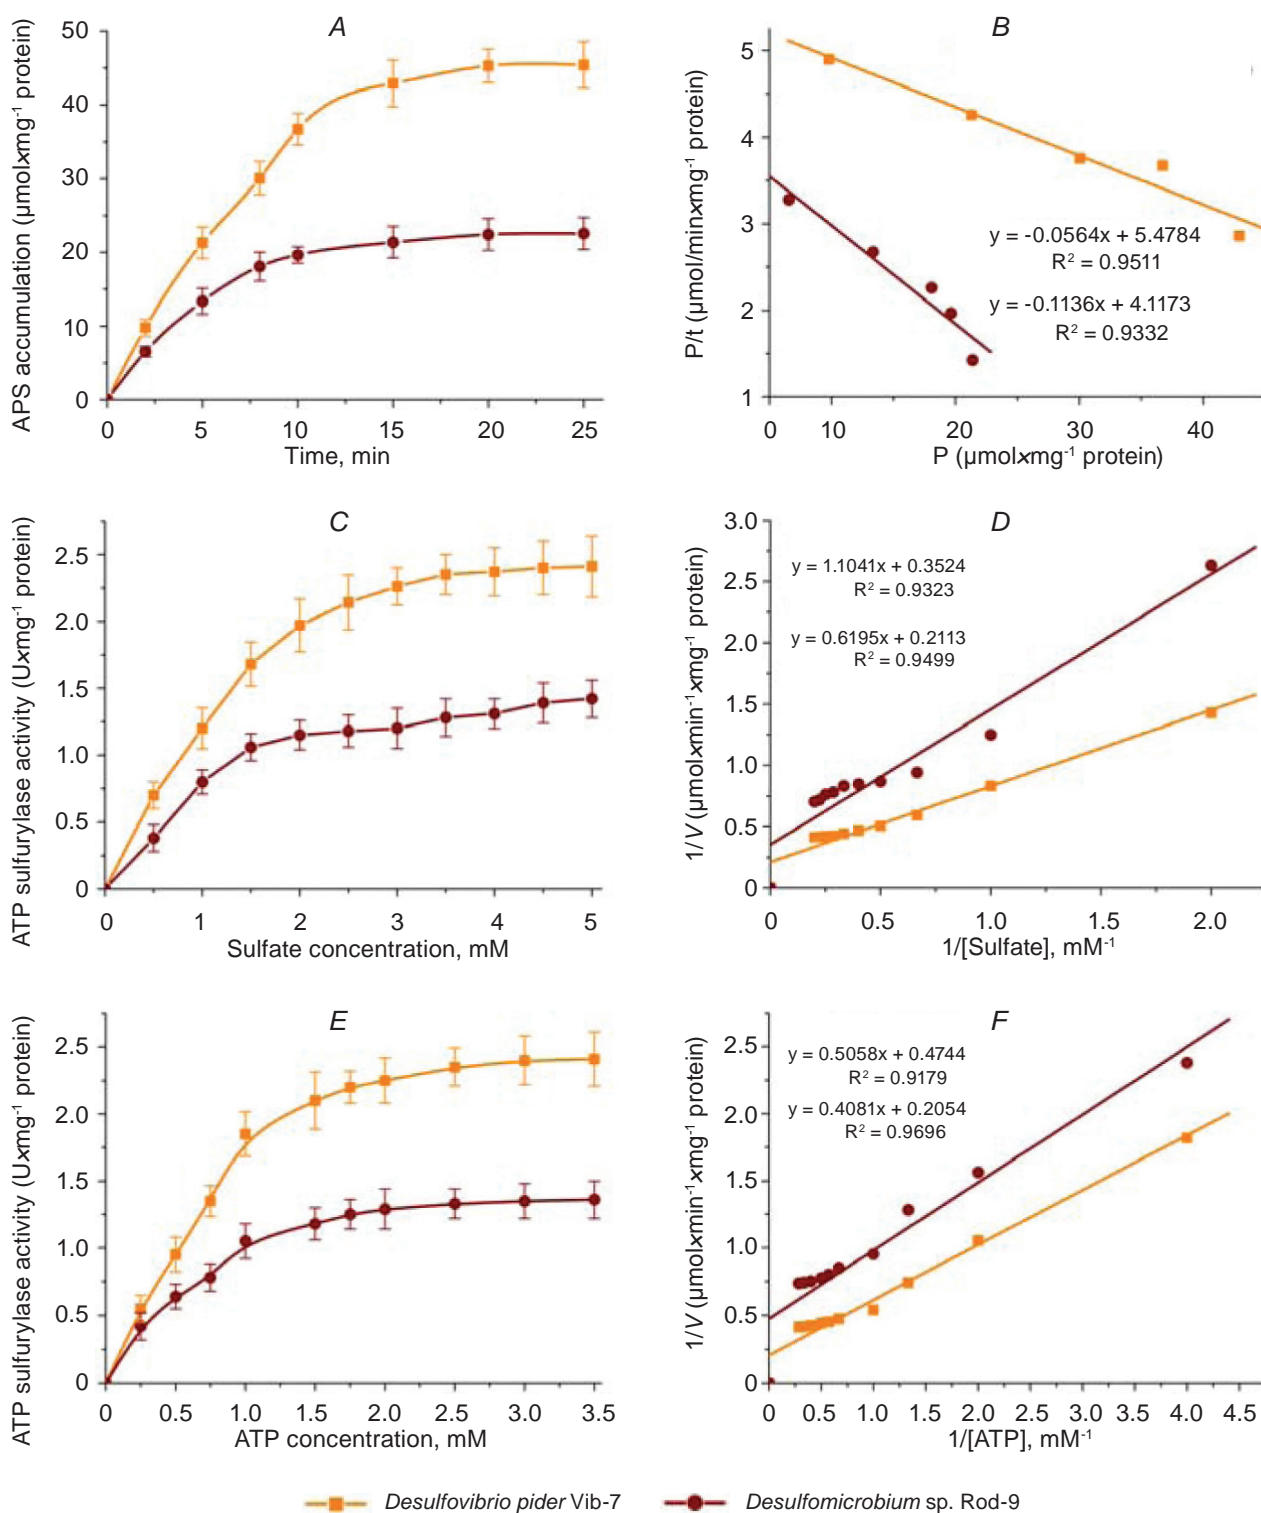 A
APS accumulation (µmol×mg-1 protein)
50
40
30
20
10
0
0 5 10 15 20 25
Time, min
B
P/t (µmol/min×mg-1 protein)
5
4
3
2
1
y = -0.0564x + 5.4784
R2 = 0.9511
y = -0.1136x + 4.1173
R2 = 0.9332
0 10 20 30 40
P (µmol×mg-1 protein)
C
ATP sulfurylase activity (U×mg-1 protein)
2.5
2.0
1.5
1.0
0.5
0
0 1 2 3 4 5
Sulfate concentration, mM
D
1/V (µmol×min-1×mg-1 protein)
3.0
2.5
2.0
1.5
1.0
0.5
0
y = 1.1041x + 0.3524
R2 = 0.9323
y = 0.6195x + 0.2113
R2 = 0.9499
0 0.5 1.0 1.5 2.0
1/[Sulfate], mM-1
E
ATP sulfurylase activity (U×mg-1 protein)
2.5
2.0
1.5
1.0
0.5
0
0 0.5 1.0 1.5 2.0 2.5 3.0 3.5
ATP concentration, mM
F
1/V (µmol×min-1×mg-1 protein)
2.5
2.0
1.5
1.0
0.5
0
y = 0.5058x + 0.4744
R2 = 0.9179
y = 0.4081x + 0.2054
R2 = 0.9696
0 0.5 1.0 1.5 2.0 2.5 3.0 3.5 4.0 4.5
1/[ATP], mM-1
Desulfovibrio pider Vib-7
Desulfomicrobium sp. Rod-9